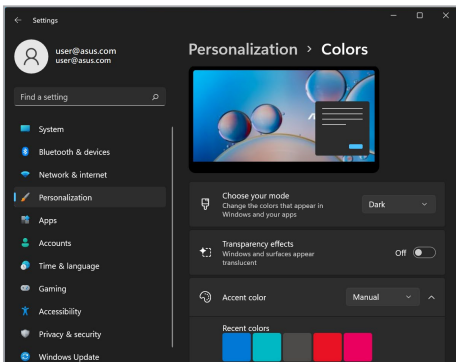 Settings
user@asus.com
user@asus.com
Find a setting
System
Bluetooth & devices
Network & internet
Personalization
Apps
Accounts
Time & language
Gaming
Accessibility
Privacy & security
Windows Update
Personalization > Colors
Choose your mode
Change the colors that appear in
Windows and your apps
Dark
Transparency effects
Windows and surfaces appear
translucent
Off
Accent color
Manual
Recent colors